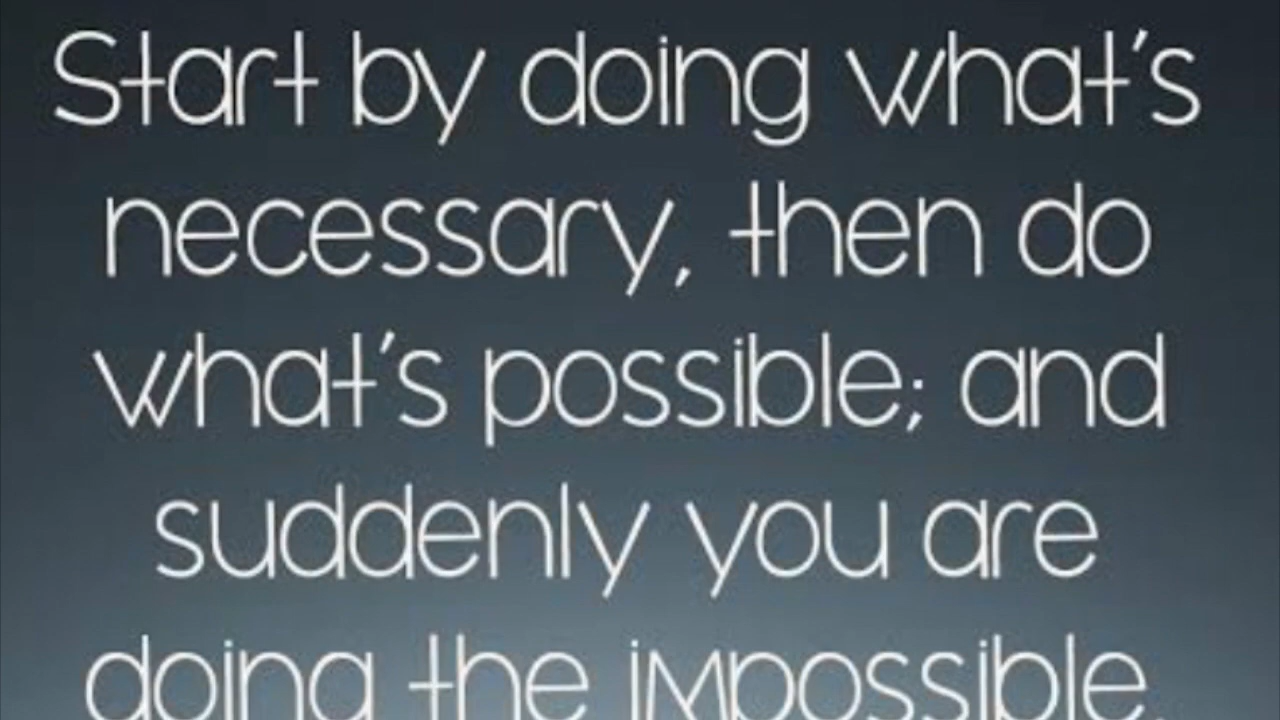 Start by doing what's
necessary, then do
what's possible; and
suddenly you are
doing the impossible